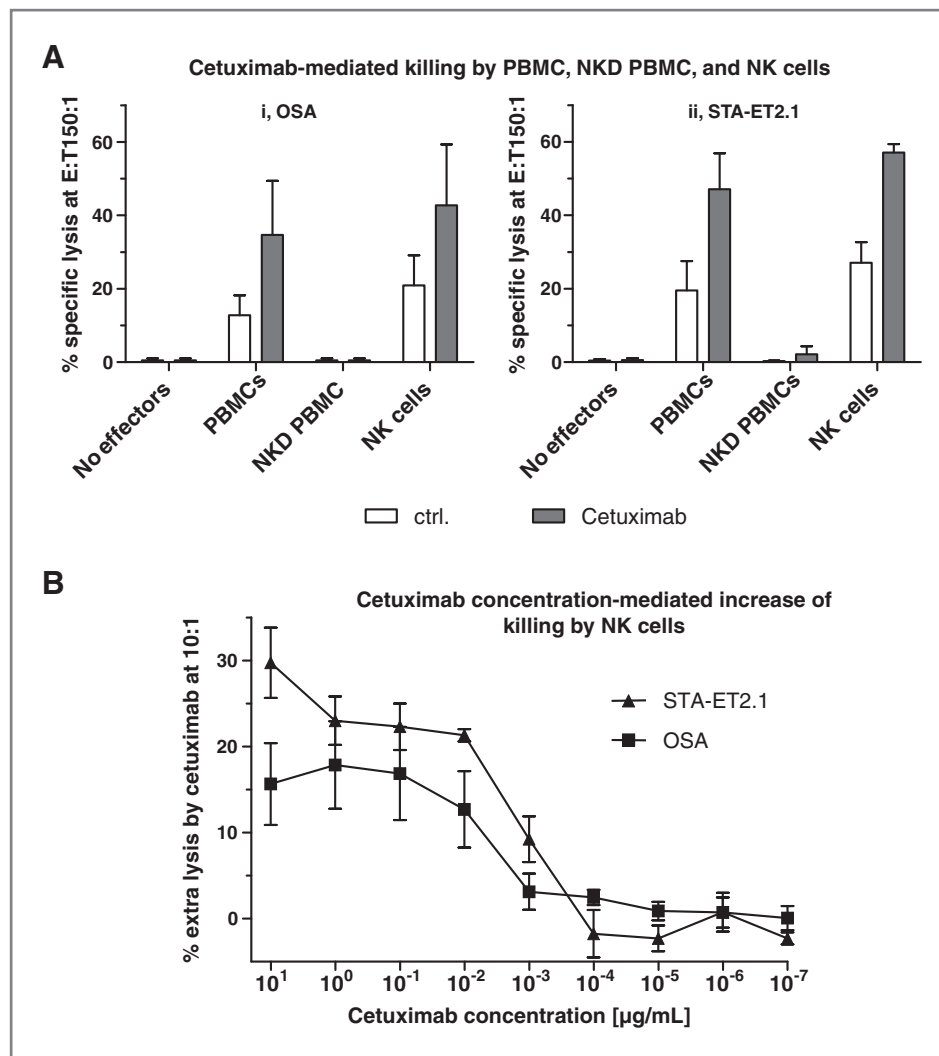 A
Cetuximab-mediated killing by PBMC, NKD PBMC, and NK cells
i, OSA
% specific lysis at E:T150:1
60
40
20
0
No effectors
PBMCs
NKD PBMC
NK cells
ii, STA-ET2.1
% specific lysis at E:T150:1
60
40
20
0
No effectors
PBMCs
NKD PBMCs
NK cells
ctrl.
Cetuximab
B
Cetuximab concentration-mediated increase of
killing by NK cells
% extra lysis by cetuximab at 10:1
30
20
10
0
STA-ET2.1
OSA
10¹ 10⁰ 10⁻¹ 10⁻² 10⁻³ 10⁻⁴ 10⁻⁵ 10⁻⁶ 10⁻⁷
Cetuximab concentration [µg/mL]